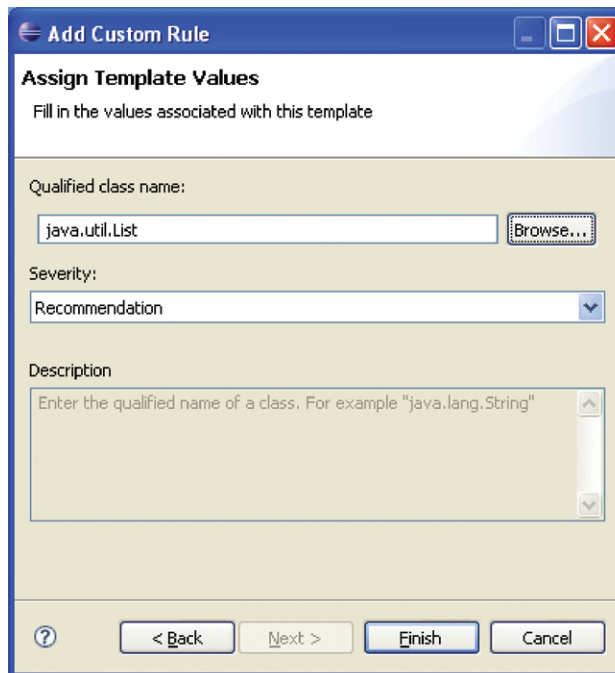 Add Custom Rule
Assign Template Values
Fill in the values associated with this template
Qualified class name:
java.util.List
Browse...
Severity:
Recommendation
Description
Enter the qualified name of a class. For example "java.lang.String"
? < Back Next > Finish Cancel